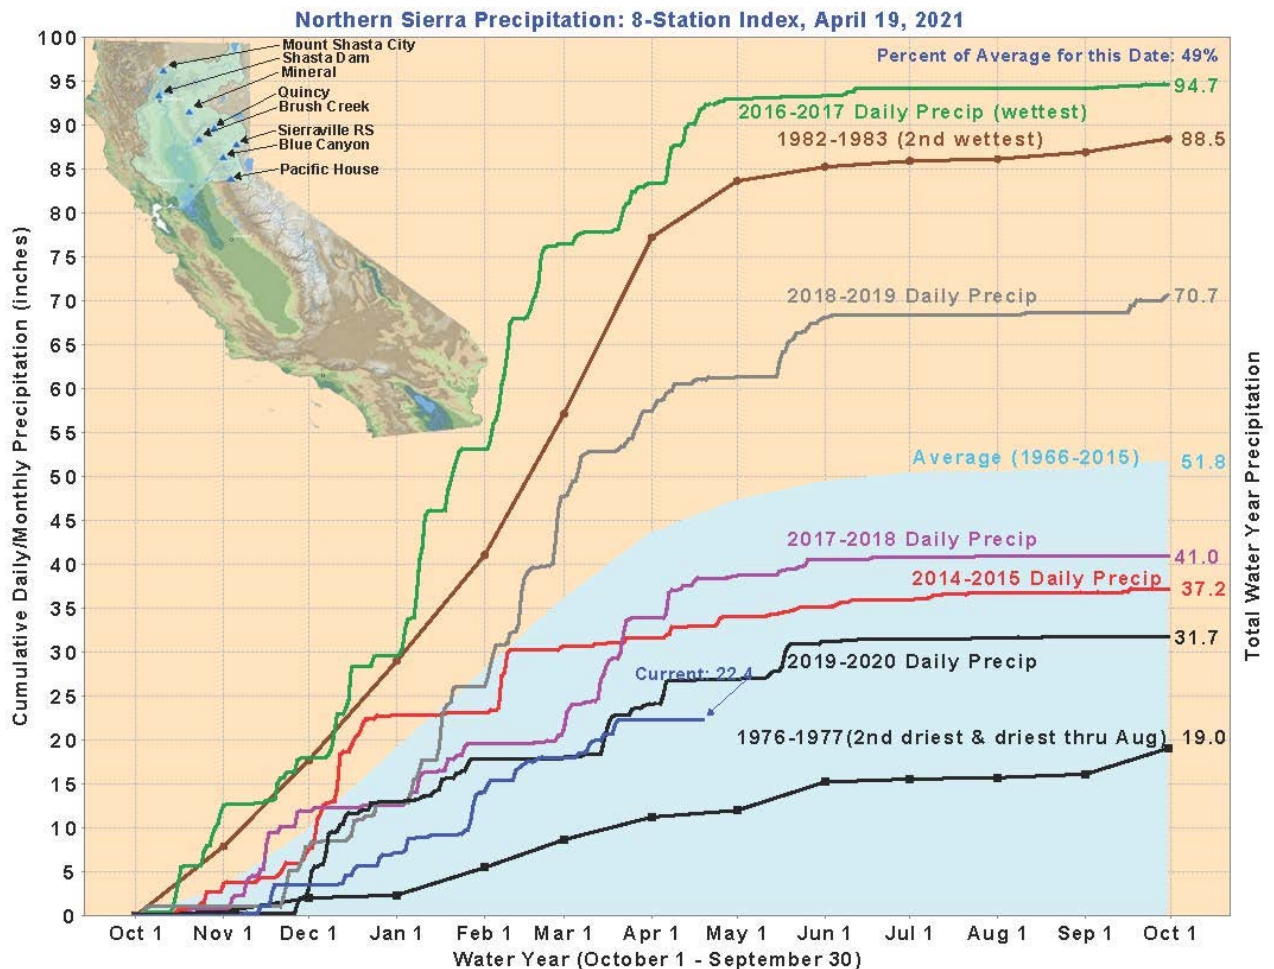 Northern Sierra Precipitation: 8-Station Index, April 19, 2021
Percent of Average for this Date: 49%
Mount Shasta City
Shasta Dam
Mineral
Quincy
Brush Creek
Sierraville RS
Blue Canyon
Pacific House
Cumulative Daily/Monthly Precipitation (inches)
100
95
90
85
80
75
70
65
60
55
50
45
40
35
30
25
20
15
10
5
0
2016-2017 Daily Precip (wettest)
94.7
1982-1983 (2nd wettest)
88.5
2018-2019 Daily Precip
70.7
Average (1966-2015)
51.8
2017-2018 Daily Precip
41.0
2014-2015 Daily Precip
37.2
31.7
2019-2020 Daily Precip
Current: 22.4
1976-1977(2nd driest & driest thru Aug)
19.0
Total Water Year Precipitation
Oct 1 Nov 1 Dec 1 Jan 1 Feb 1 Mar 1 Apr 1 May 1 Jun 1 Jul 1 Aug 1 Sep 1 Oct 1
Water Year (October 1 - September 30)